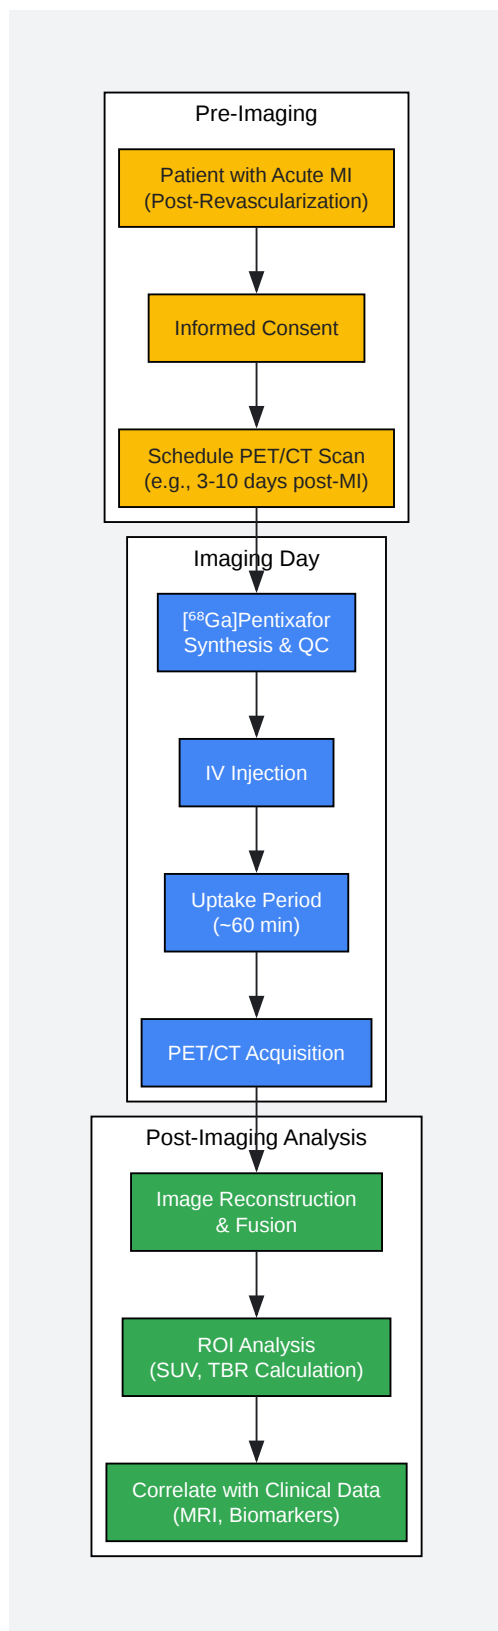 Pre-Imaging
Patient with Acute MI
(Post-Revascularization)
Informed Consent
Schedule PET/CT Scan
(e.g., 3-10 days post-MI)
Imaging Day
[⁶⁸Ga]Pentixafor
Synthesis & QC
IV Injection
Uptake Period
(~60 min)
PET/CT Acquisition
Post-Imaging Analysis
Image Reconstruction
& Fusion
ROI Analysis
(SUV, TBR Calculation)
Correlate with Clinical Data
(MRI, Biomarkers)